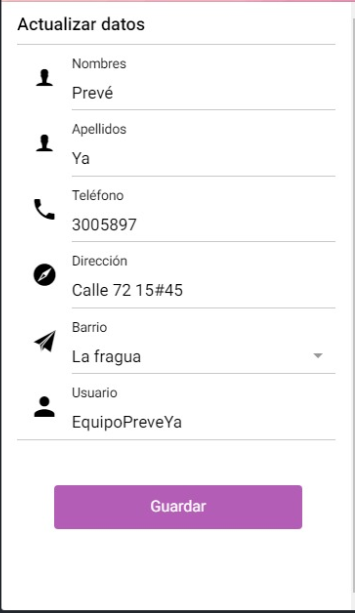 Actualizar datos
Nombres
Prevé
Apellidos
Ya
Teléfono
3005897
Dirección
Calle 72 15#45
Barrio
La fragua
Usuario
EquipoPreveYa
Guardar